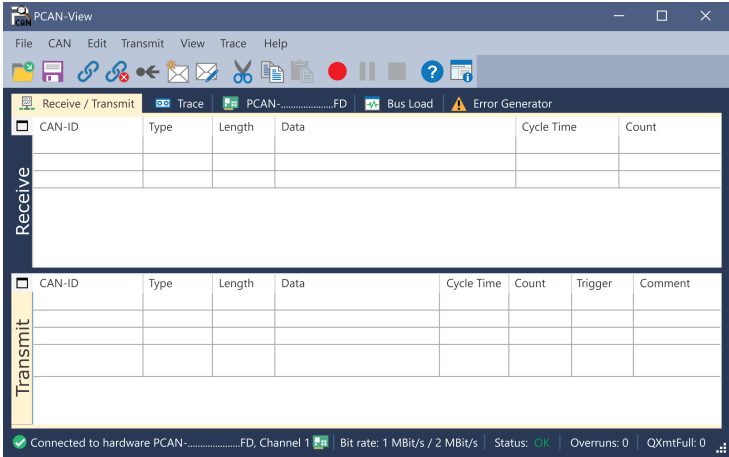 CAN PCAN-View
File CAN Edit Transmit View Trace Help
Receive / Transmit Trace PCAN-.....................FD Bus Load Error Generator
CAN-ID Type Length Data Cycle Time Count
Receive
CAN-ID Type Length Data Cycle Time Count Trigger Comment
Transmit
Connected to hardware PCAN-.....................FD, Channel 1 Bit rate: 1 MBit/s / 2 MBit/s Status: OK Overruns: 0 QXmtFull: 0